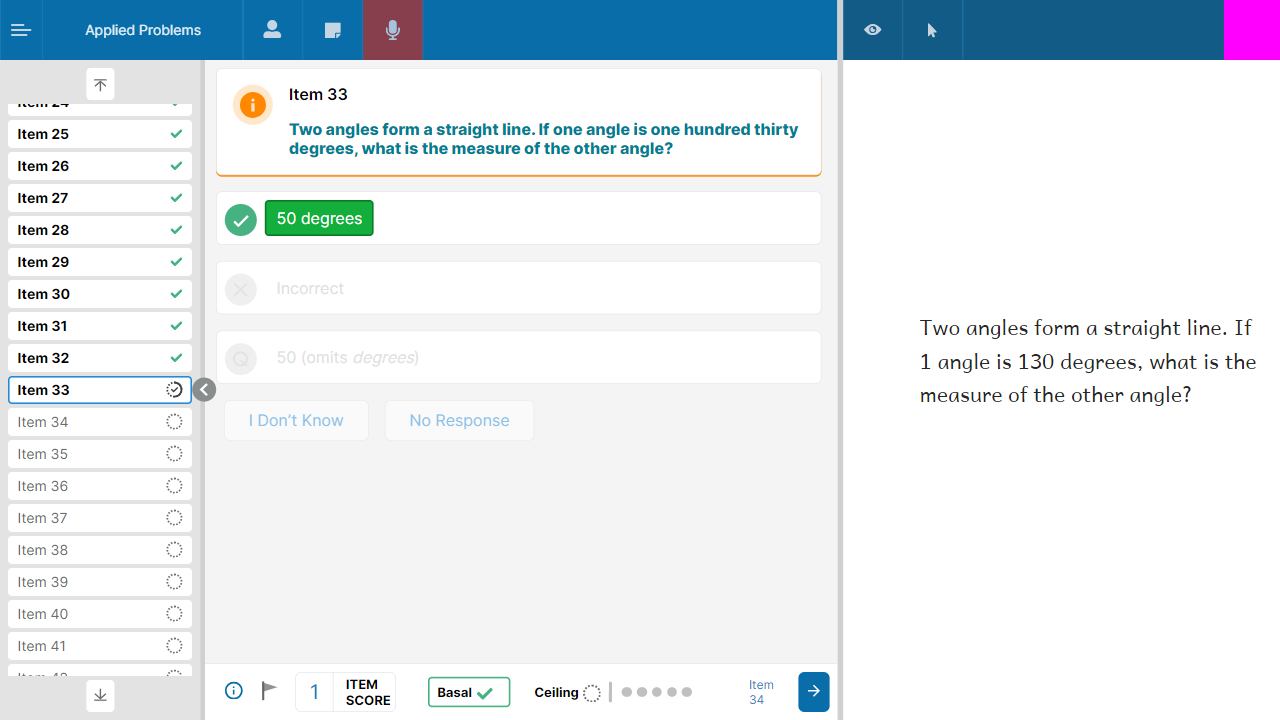 Applied Problems
Item 24
Item 25
Item 26
Item 27
Item 28
Item 29
Item 30
Item 31
Item 32
Item 33
Item 34
Item 35
Item 36
Item 37
Item 38
Item 39
Item 40
Item 41
Item 33
Two angles form a straight line. If one angle is one hundred thirty
degrees, what is the measure of the other angle?
50 degrees
Incorrect
Q 50 (omits degrees)
I Don't Know No Response
1 ITEM
SCORE
Basal
Ceiling
Item
34
Two angles form a straight line. If
1 angle is 130 degrees, what is the
measure of the other angle?